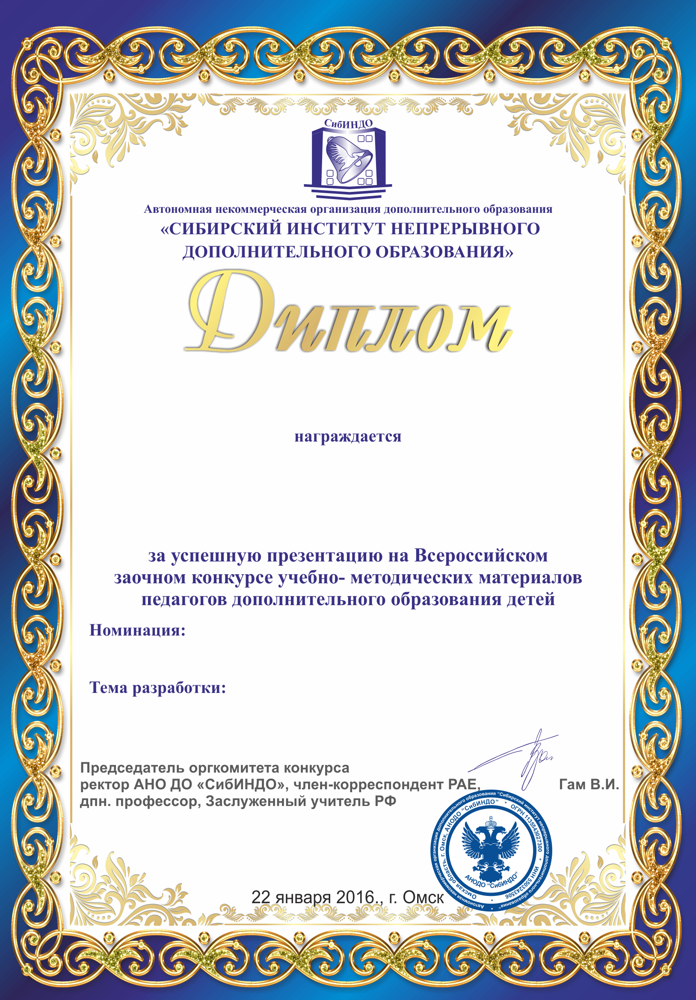 СибИНДО
Автономная некоммерческая организация дополнительного образования
«СИБИРСКИЙ ИНСТИТУТ НЕПРЕРЫВНОГО
ДОПОЛНИТЕЛЬНОГО ОБРАЗОВАНИЯ»
Диплом
награждается
за успешную презентацию на Всероссийском
заочном конкурсе учебно- методических материалов
педагогов дополнительного образования детей
Номинация:
Тема разработки:
Председатель оргкомитета конкурса
ректор АНО ДО «СибИНДО», член-корреспондент РАЕ, Гам В.И.
дпн. профессор, Заслуженный учитель РФ
Автономная некоммерческая организация дополнительного образования “Сибирский институт непрерывного дополнительного образования” *
Омская область, г. Омск, АНОДО “СибИНДО” * ОГРН 1135543027300 * ИНН 5503243506 *
АНОДО “СибИНДО”
22 января 2016., г. Омск